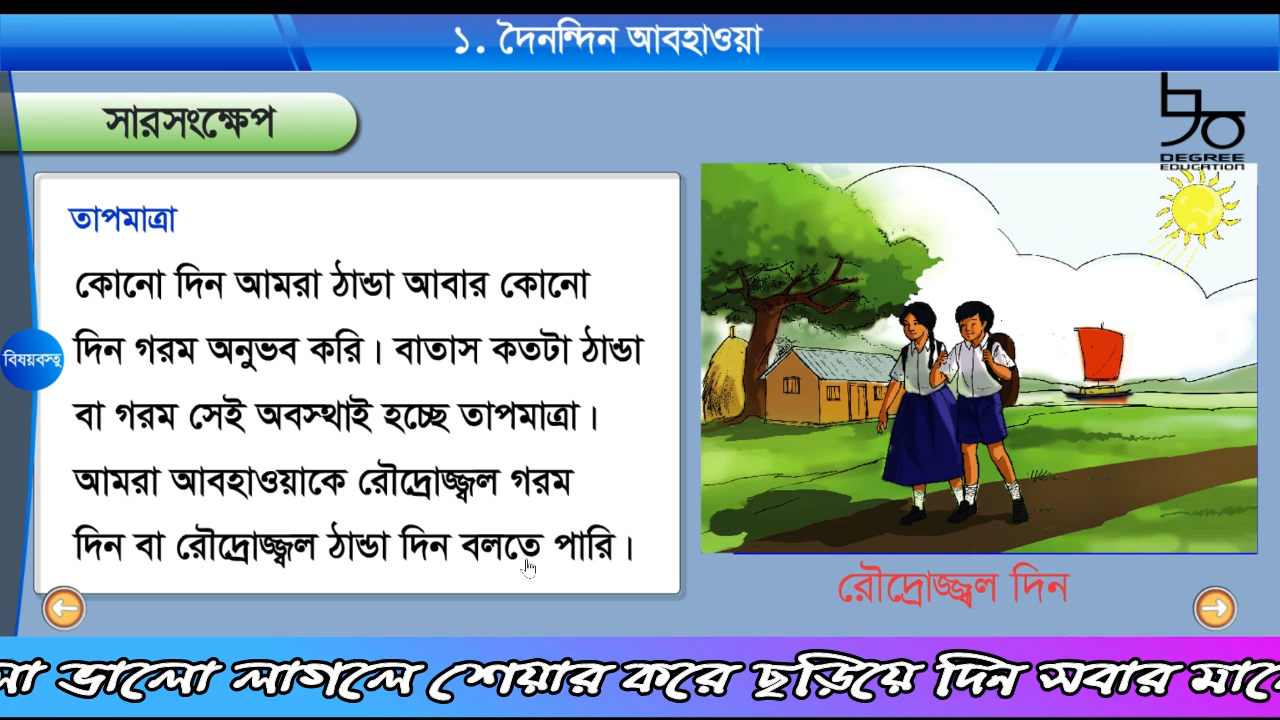 ১. দৈনন্দিন আবহাওয়া
সারসংক্ষেপ
DEGREE
EDUCATION
তাপমাত্রা
কোনো দিন আমরা ঠান্ডা আবার কোনো
দিন গরম অনুভব করি। বাতাস কতটা ঠান্ডা
বা গরম সেই অবস্থাই হচ্ছে তাপমাত্রা।
আমরা আবহাওয়াকে রৌদ্রোজ্জ্বল গরম
দিন বা রৌদ্রোজ্জ্বল ঠান্ডা দিন বলতে পারি।
বিষয়বস্তু
রৌদ্রোজ্জ্বল দিন
ভালো লাগলে শেয়ার করে ছড়িয়ে দিন সবার